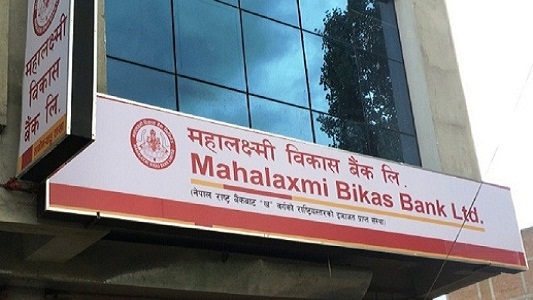 महालक्ष्मी
विकास
बैंक लि.
महालक्ष्मी विकास बैंक लि.
Mahalaxmi Bikas Bank Ltd.
(नेपाल राष्ट्र बैंकबाट "ख" वर्गको राष्ट्रियस्तरको इजाजत प्राप्त संस्था)